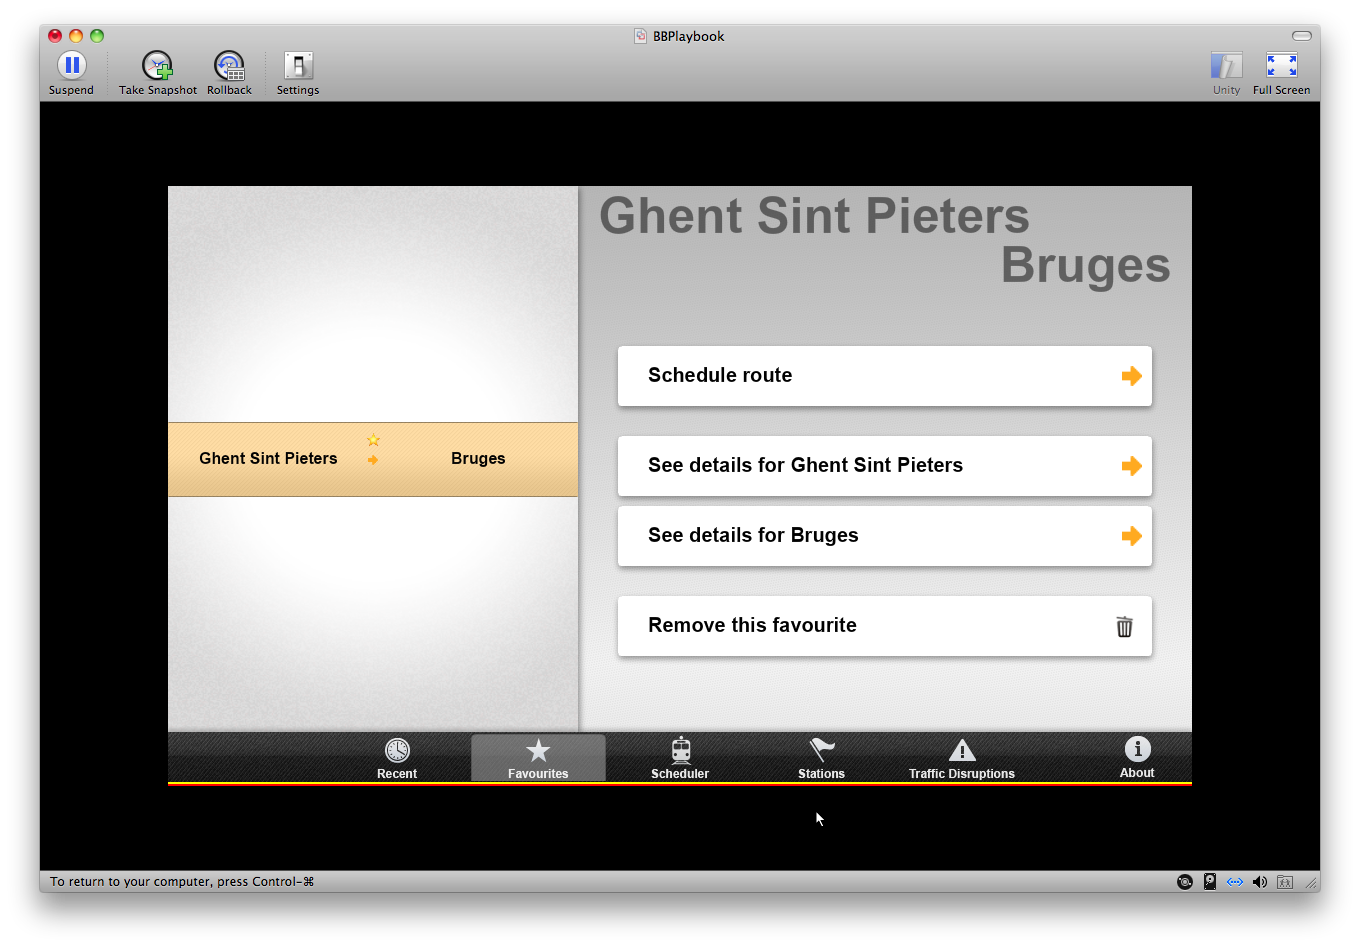 BBPlaybook
Suspend
Take Snapshot
Rollback
Settings
Unity
Full Screen
Ghent Sint Pieters
Bruges
Ghent Sint Pieters
Bruges
Schedule route
See details for Ghent Sint Pieters
See details for Bruges
Remove this favourite
Recent
Favourites
Scheduler
Stations
Traffic Disruptions
About
To return to your computer, press Control-⌘